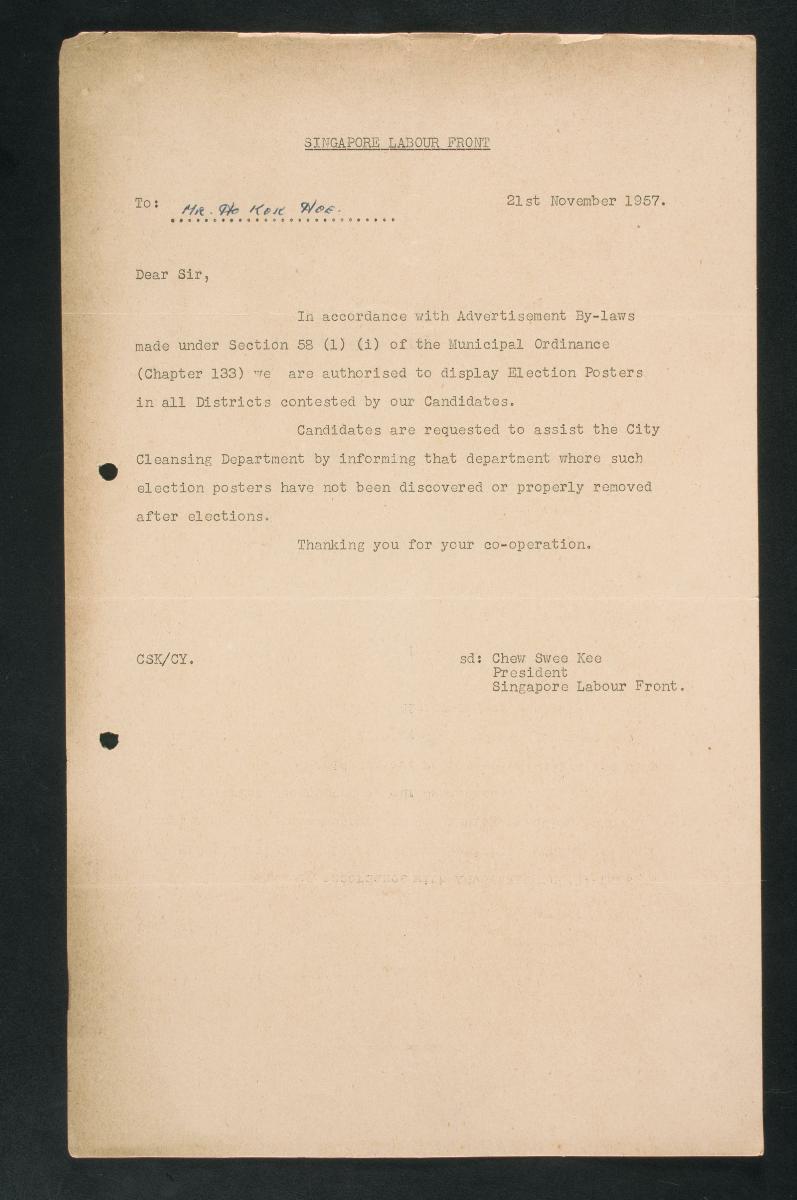 SINGAPORE LABOUR FRONT
To: MR. HO KOK HOE. 21st November 1957.
Dear Sir,
In accordance with Advertisement By-laws
made under Section 58 (1) (i) of the Municipal Ordinance
(Chapter 133) we are authorised to display Election Posters
in all Districts contested by our Candidates.
Candidates are requested to assist the City
Cleansing Department by informing that department where such
election posters have not been discovered or properly removed
after elections.
Thanking you for your co-operation.
CSK/CY. sd: Chew Swee Kee
President
Singapore Labour Front.